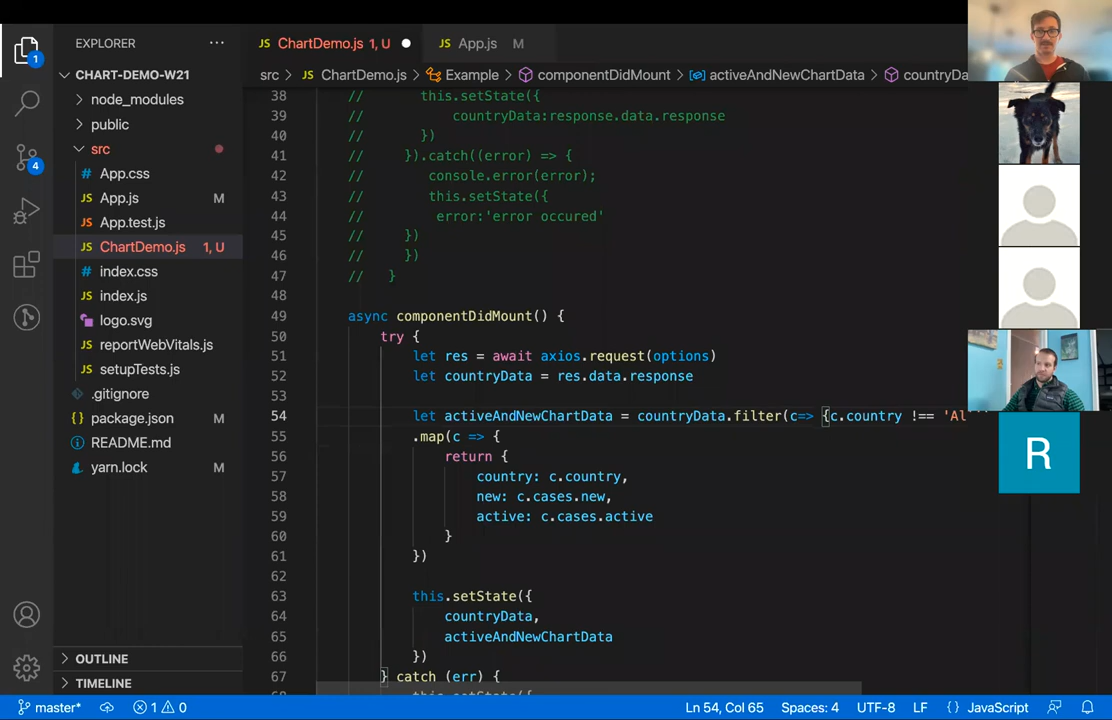 EXPLORER ···
CHART-DEMO-W21
node_modules
public
src
# App.css
JS App.js M
JS App.test.js
JS ChartDemo.js 1, U
# index.css
JS index.js
logo.svg
JS reportWebVitals.js
JS setupTests.js
.gitignore
{} package.json M
README.md
yarn.lock M
OUTLINE
TIMELINE
1
4
JS ChartDemo.js 1, U ●
JS App.js M
src > JS ChartDemo.js > Example > componentDidMount > activeAndNewChartData >
38 // this.setState({
39 // countryData:response.data.response
40 // })
41 // }).catch((error) => {
42 // console.error(error);
43 // this.setState({
44 // error:'error occured'
45 // })
46 // })
47 // }
48
49 async componentDidMount() {
50 try {
51 let res = await axios.request(options)
52 let countryData = res.data.response
53
54 let activeAndNewChartData = countryData.filter(c=> {c.country !== 'Al
55 .map(c => {
56 return {
57 country: c.country,
58 new: c.cases.new,
59 active: c.cases.active
60 }
61 })
62
63 this.setState({
64 countryData,
65 activeAndNewChartData
66 })
67 } catch (err) {
R
master* 1 0 Ln 54, Col 65 Spaces: 4 UTF-8 LF {} JavaScript